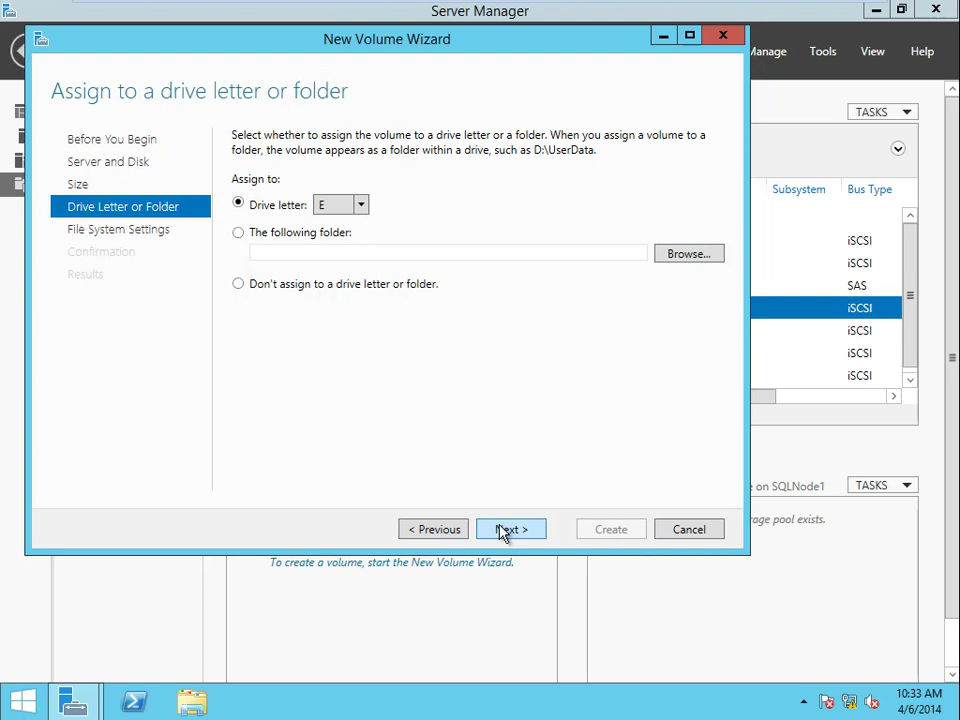 Server Manager
New Volume Wizard
Manage Tools View Help
Assign to a drive letter or folder
TASKS
Before You Begin
Server and Disk
Size
Drive Letter or Folder
File System Settings
Confirmation
Results
Select whether to assign the volume to a drive letter or a folder. When you assign a volume to a
folder, the volume appears as a folder within a drive, such as D:\UserData.
Assign to:
Drive letter: E
The following folder:
Browse...
Don't assign to a drive letter or folder.
Subsystem Bus Type
iSCSI
iSCSI
SAS
iSCSI
iSCSI
iSCSI
iSCSI
< Previous Next > Create Cancel
on SQLNode1 TASKS
pool exists.
To create a volume, start the New Volume Wizard.
10:33 AM
4/6/2014